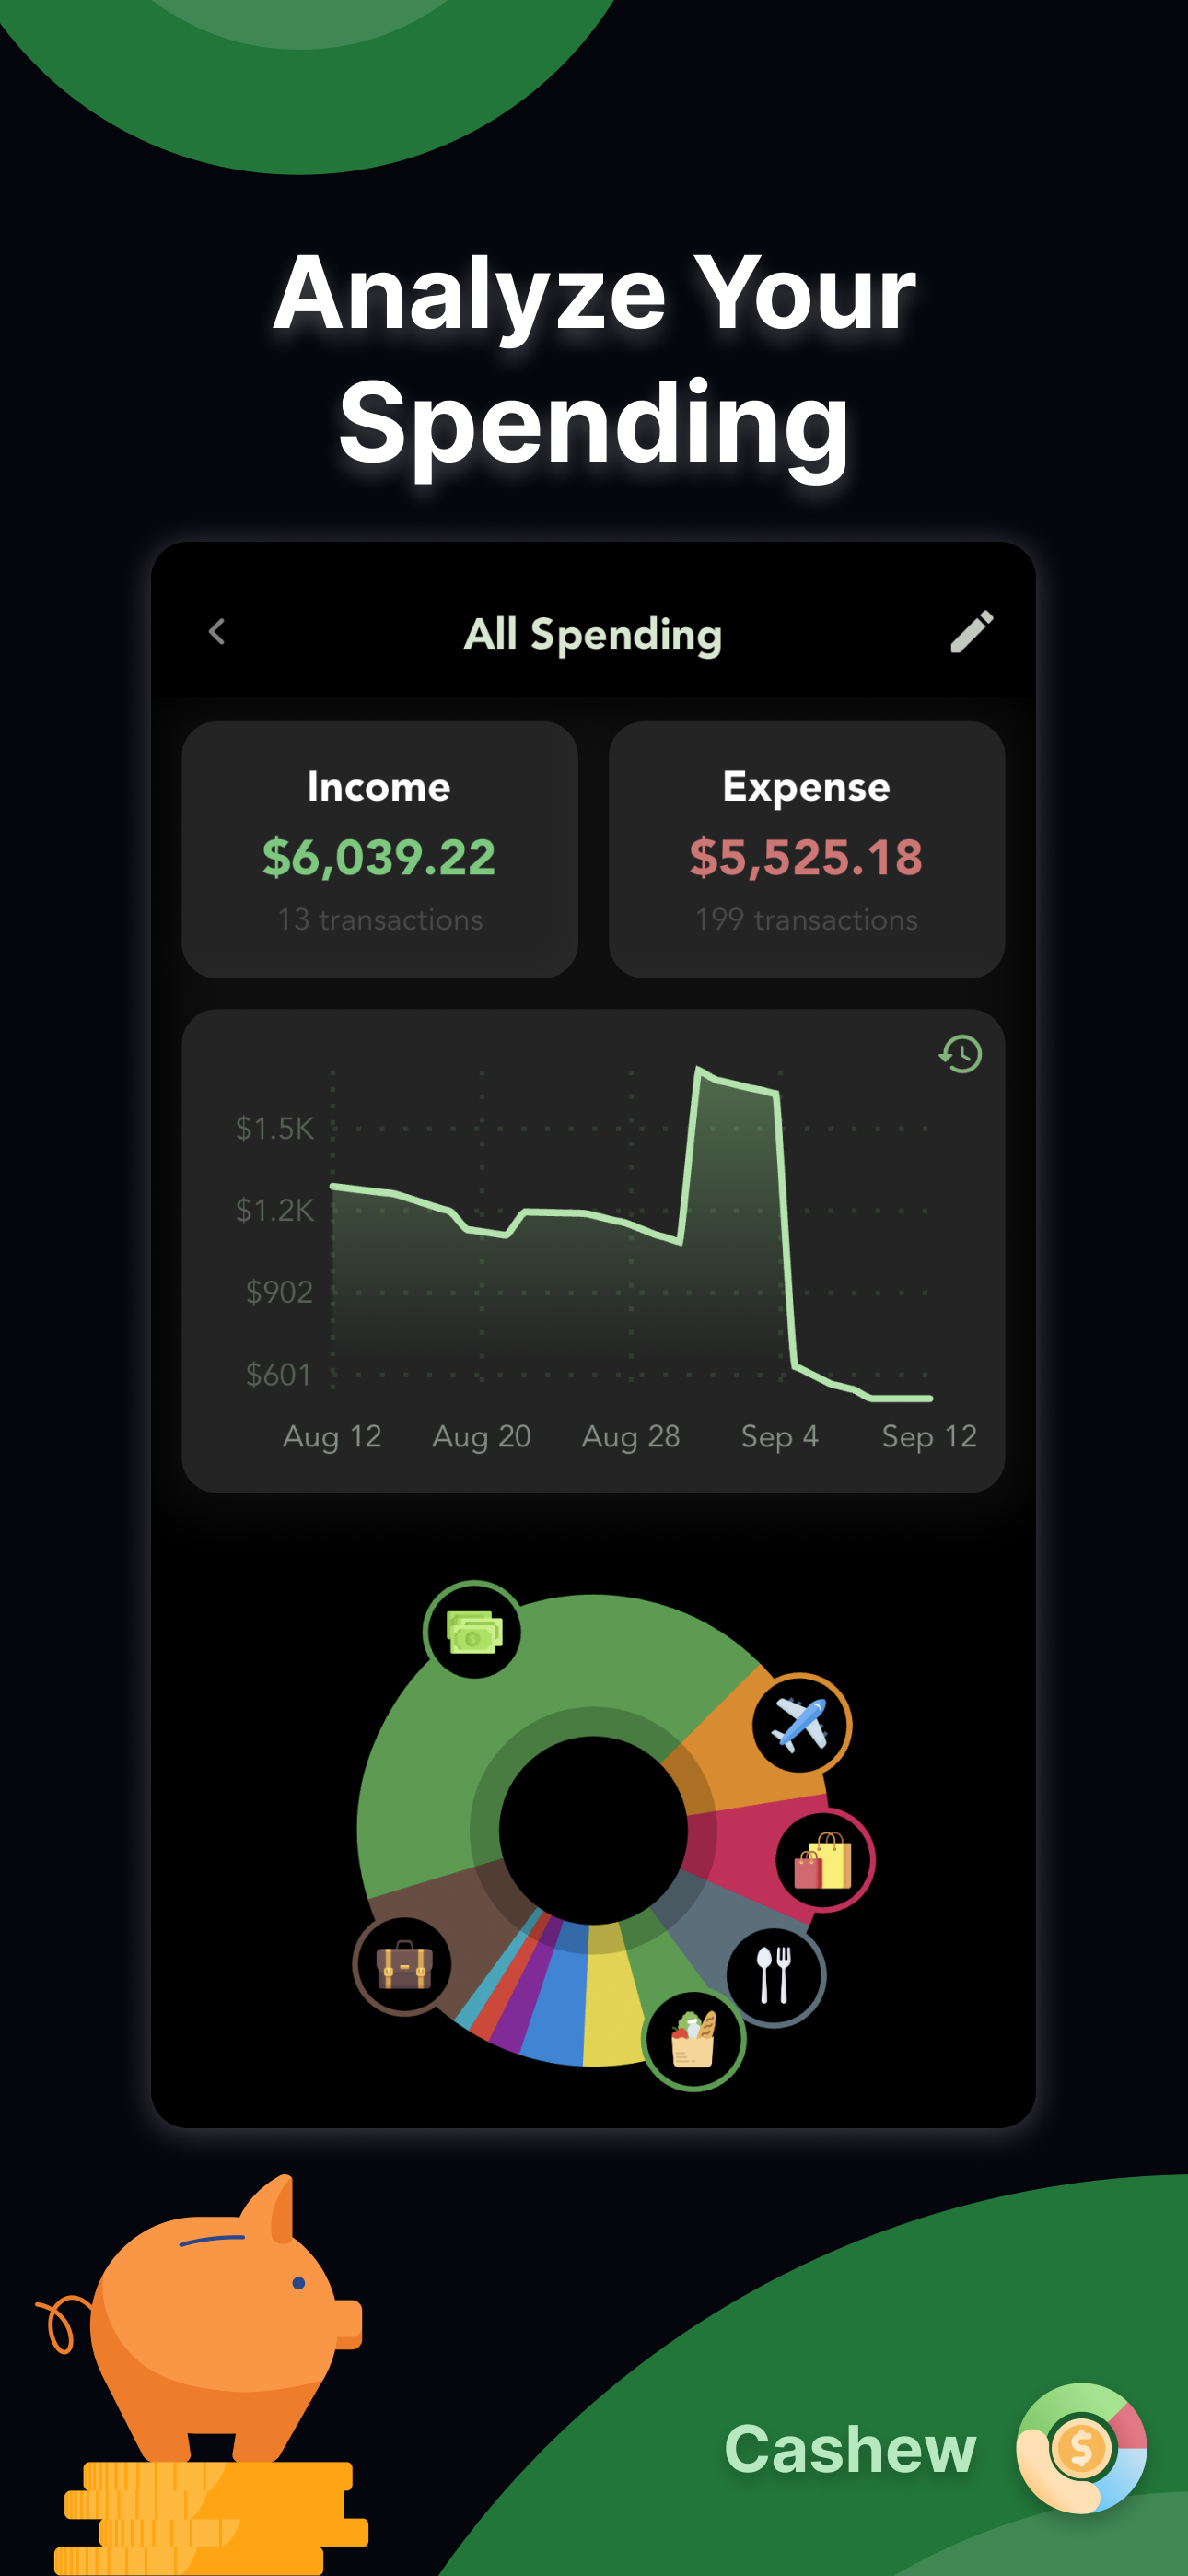 Analyze Your
Spending
All Spending
Income
$6,039.22
13 transactions
Expense
$5,525.18
199 transactions
$1.5K
$1.2K
$902
$601
Aug 12 Aug 20 Aug 28 Sep 4 Sep 12
Cashew